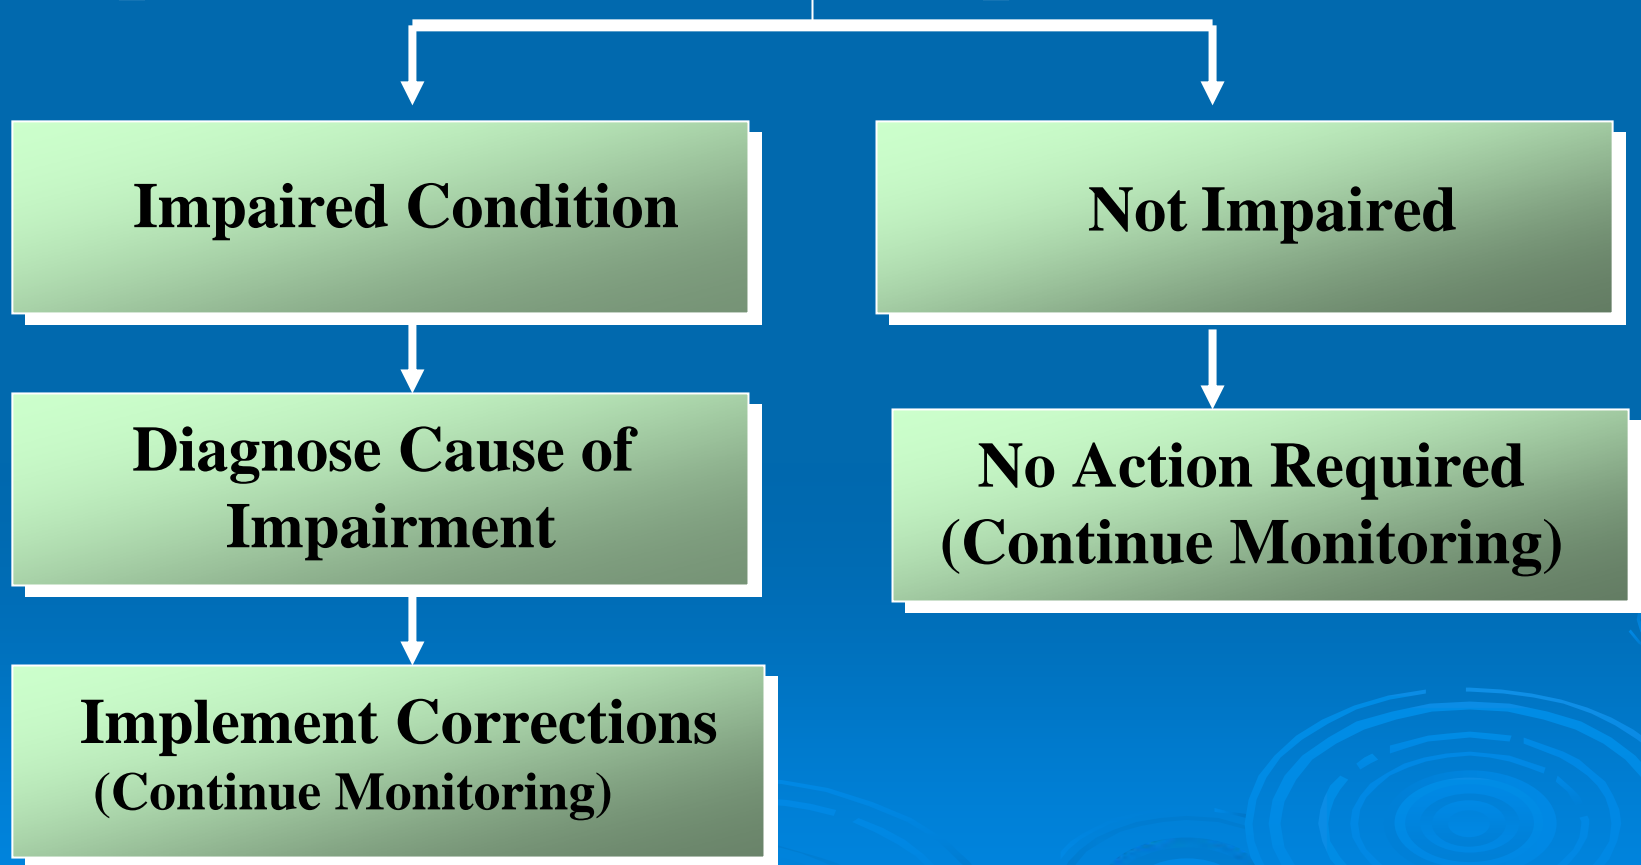 Impaired Condition
Not Impaired
Diagnose Cause of
Impairment
No Action Required
(Continue Monitoring)
Implement Corrections
(Continue Monitoring)